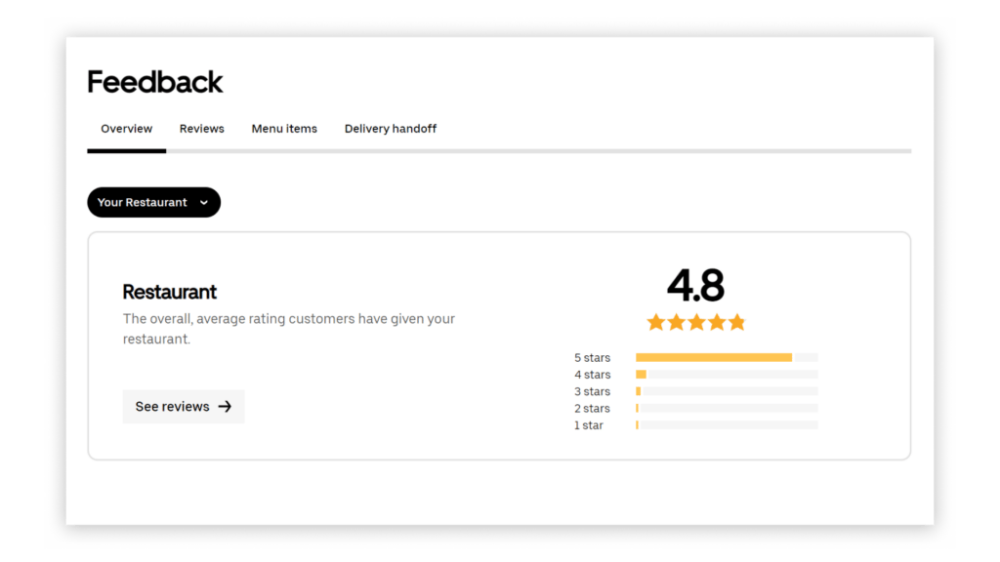 Feedback
Overview Reviews Menu items Delivery handoff
Your Restaurant
Restaurant
The overall, average rating customers have given your
restaurant.
See reviews
4.8
5 stars
4 stars
3 stars
2 stars
1 star